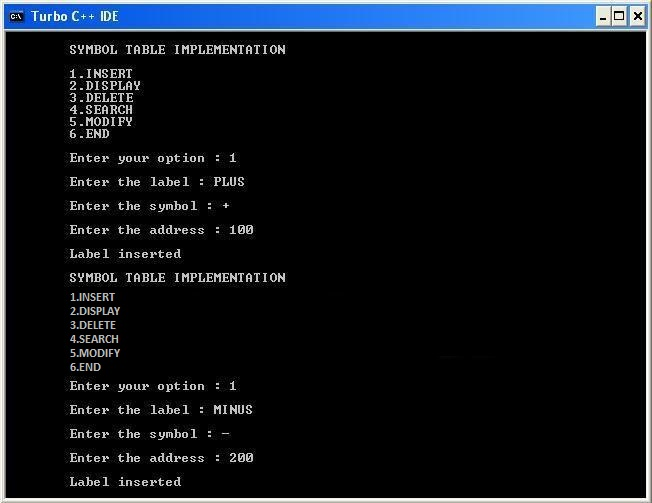 Turbo C++ IDE
SYMBOL TABLE IMPLEMENTATION
1.INSERT
2.DISPLAY
3.DELETE
4.SEARCH
5.MODIFY
6.END
Enter your option : 1
Enter the label : PLUS
Enter the symbol : +
Enter the address : 100
Label inserted
SYMBOL TABLE IMPLEMENTATION
1.INSERT
2.DISPLAY
3.DELETE
4.SEARCH
5.MODIFY
6.END
Enter your option : 1
Enter the label : MINUS
Enter the symbol : -
Enter the address : 200
Label inserted